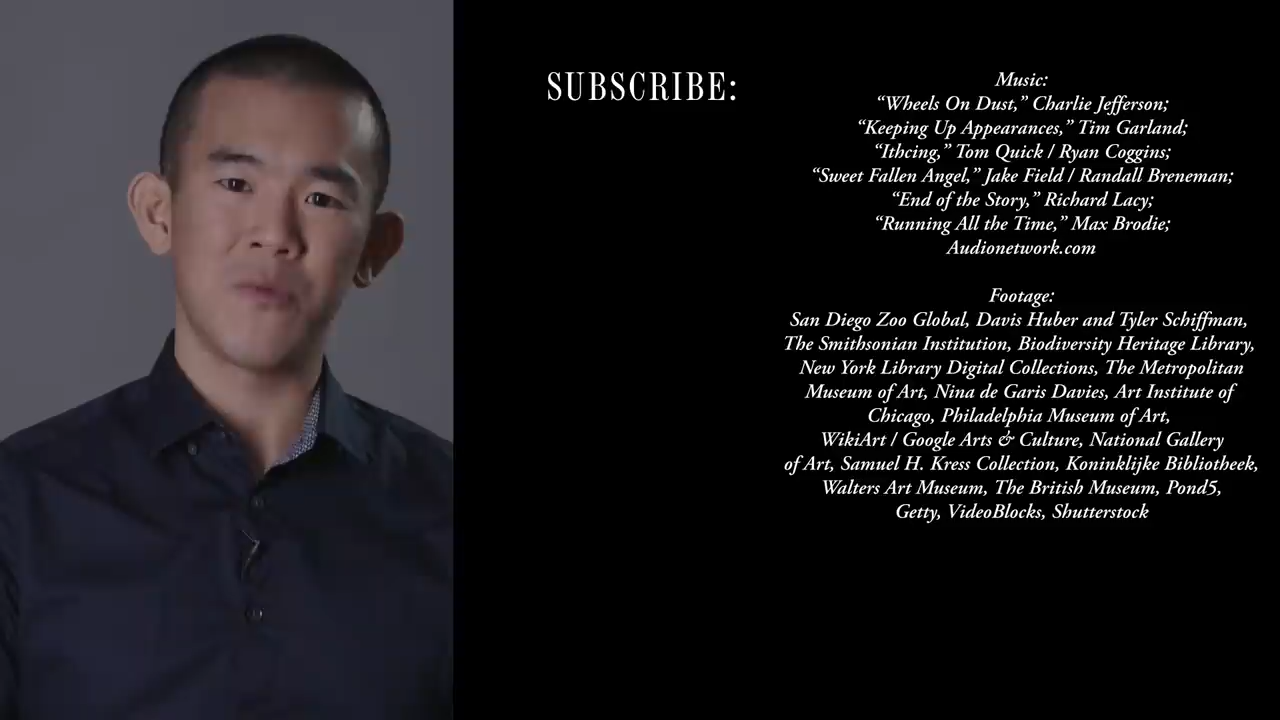 SUBSCRIBE:
Music:
“Wheels On Dust,” Charlie Jefferson;
“Keeping Up Appearances,” Tim Garland;
“Ithcing,” Tom Quick / Ryan Coggins;
“Sweet Fallen Angel,” Jake Field / Randall Breneman;
“End of the Story,” Richard Lacy;
“Running All the Time,” Max Brodie;
Audionetwork.com
Footage:
San Diego Zoo Global, Davis Huber and Tyler Schiffman,
The Smithsonian Institution, Biodiversity Heritage Library,
New York Library Digital Collections, The Metropolitan
Museum of Art, Nina de Garis Davies, Art Institute of
Chicago, Philadelphia Museum of Art,
WikiArt / Google Arts & Culture, National Gallery
of Art, Samuel H. Kress Collection, Koninklijke Bibliotheek,
Walters Art Museum, The British Museum, Pond5,
Getty, VideoBlocks, Shutterstock